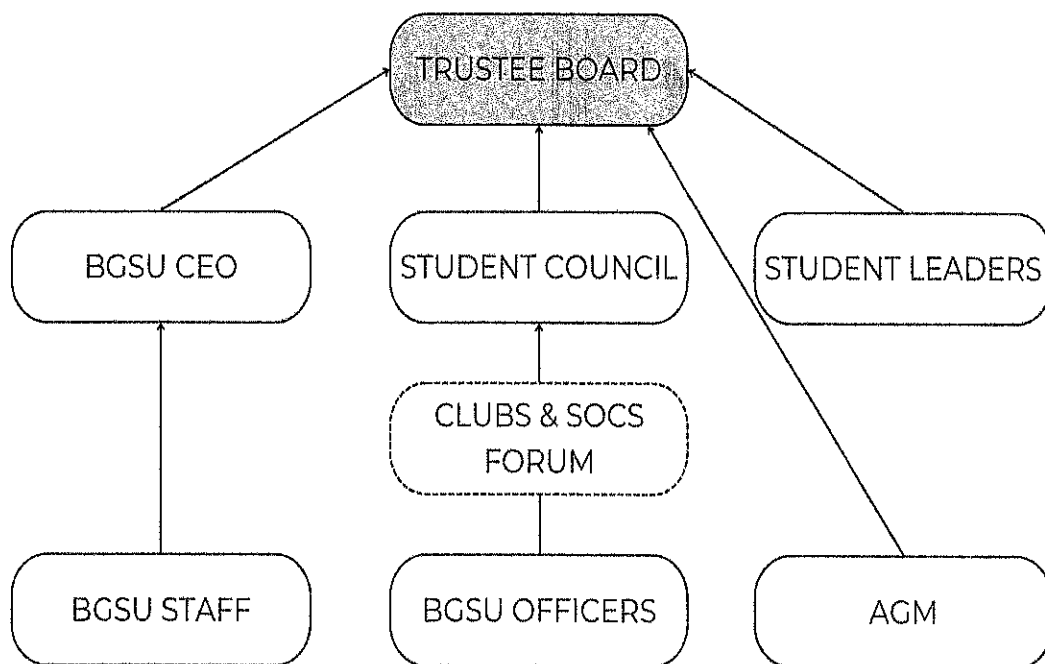 TRUSTEE BOARD
BGSU CEO
STUDENT COUNCIL
STUDENT LEADERS
CLUBS & SOCS
FORUM
BGSU STAFF
BGSU OFFICERS
AGM